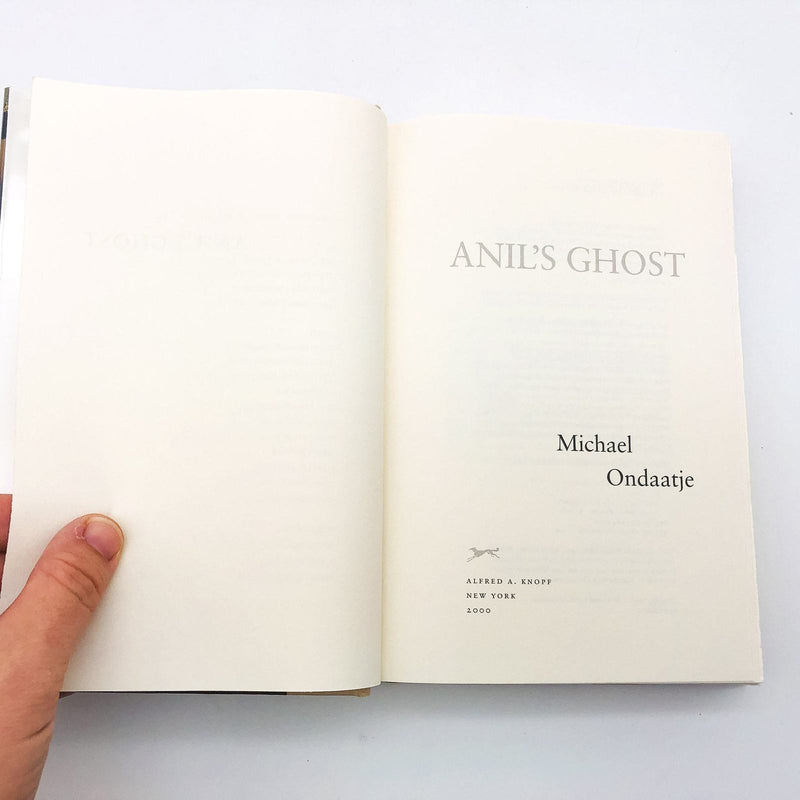 ANIL'S GHOST
Michael
Ondaatje
ALFRED A. KNOPF
NEW YORK
2000